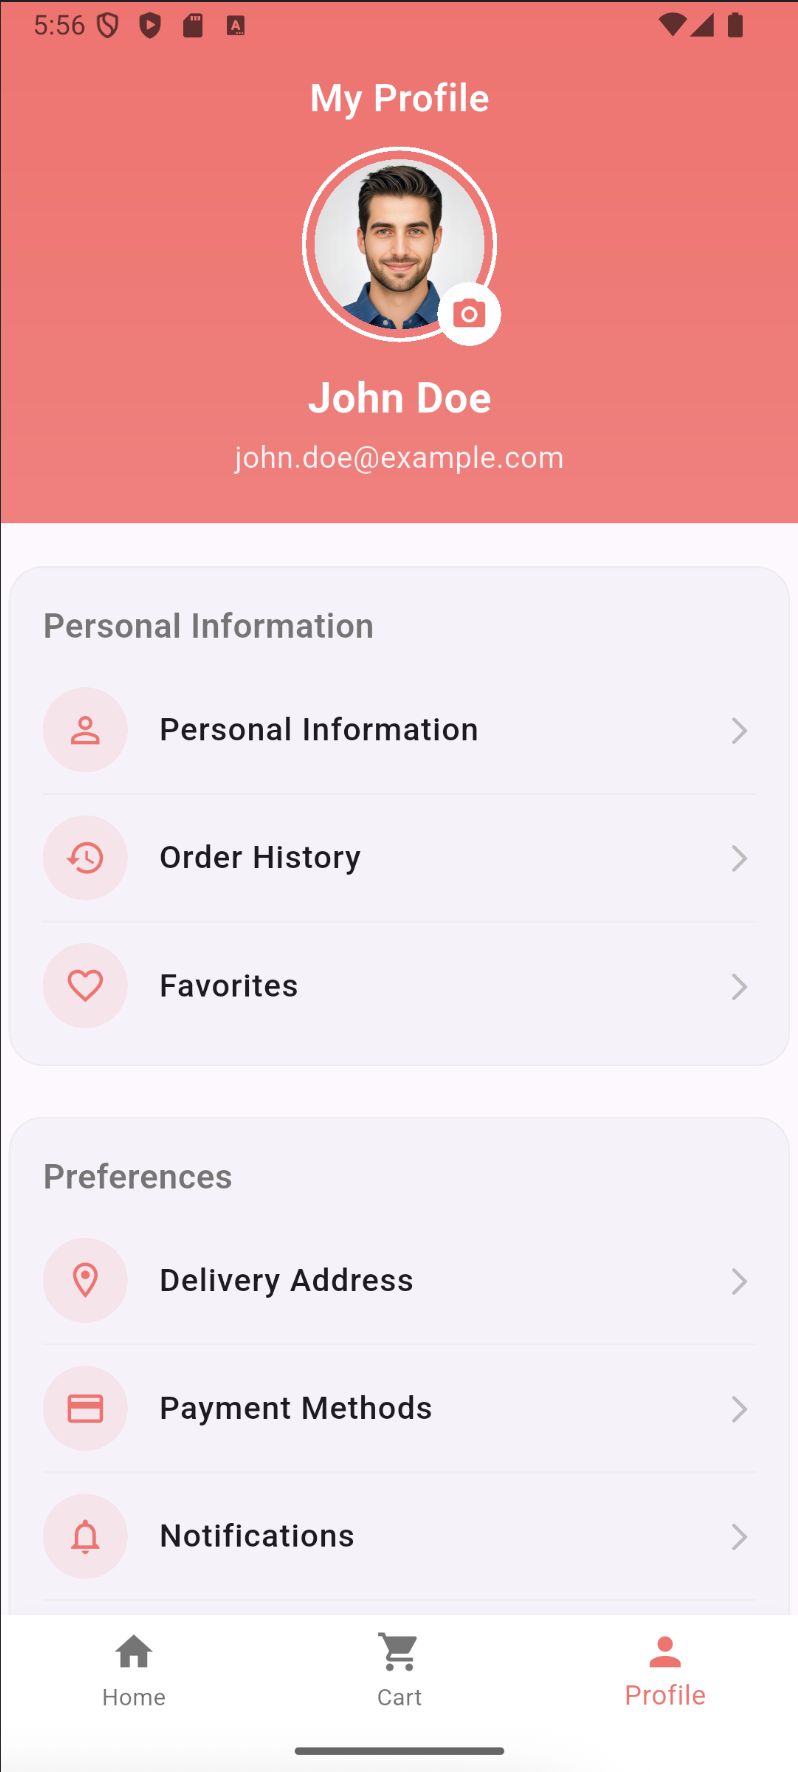 5:56
My Profile
John Doe
john.doe@example.com
Personal Information
Personal Information
Order History
Favorites
Preferences
Delivery Address
Payment Methods
Notifications
Home Cart Profile